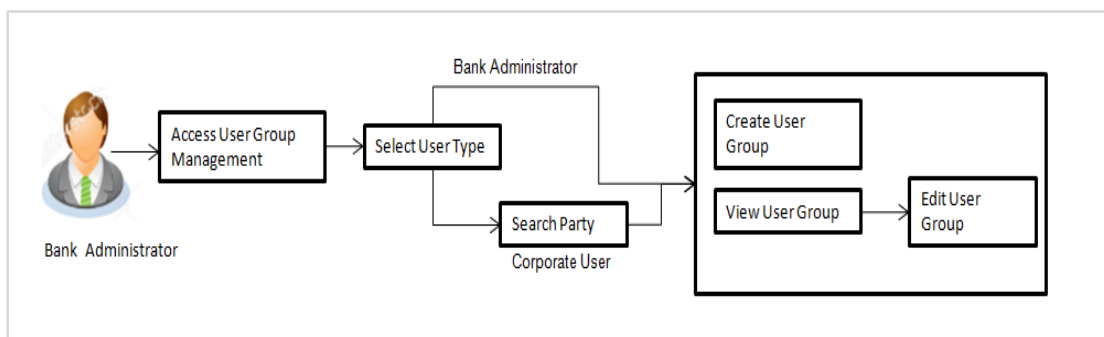 Bank Administrator
Access User Group
Management
Select User Type
Bank Administrator
Search Party
Corporate User
Create User
Group
View User Group
Edit User
Group